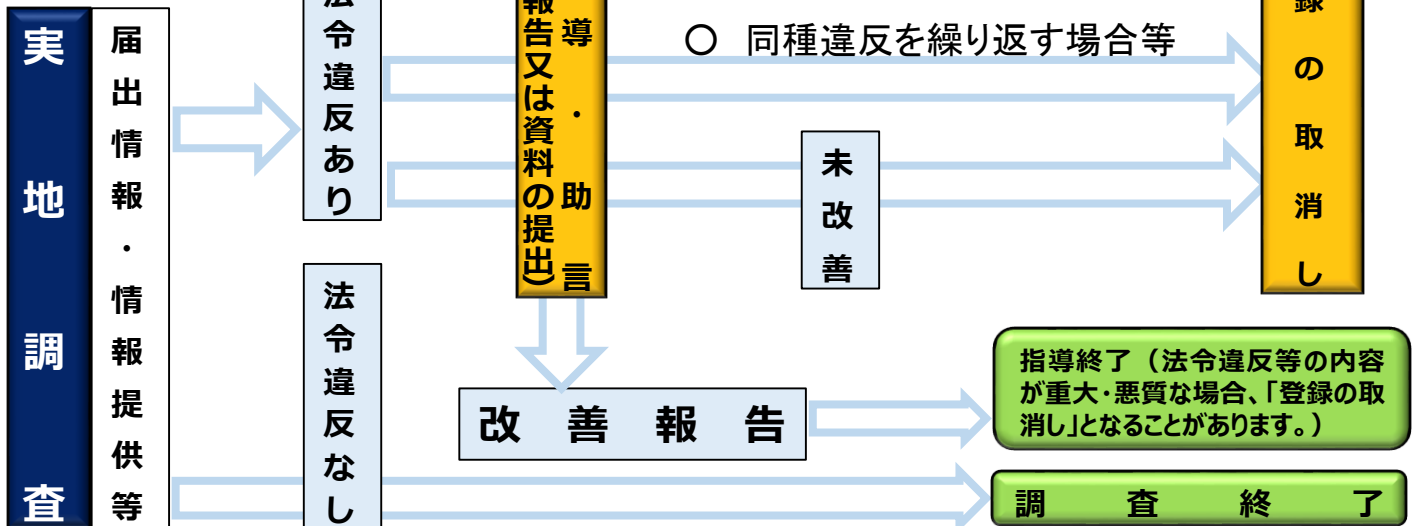 実地調査
届出情報・情報提供等
法令違反あり
報告又は資料の提出）
導・助言
○ 同種違反を繰り返す場合等
未改善
録の取消し
法令違反なし
改善報告
指導終了（法令違反等の内容
が重大・悪質な場合、「登録の取
消し」となることがあります。）
調査終了